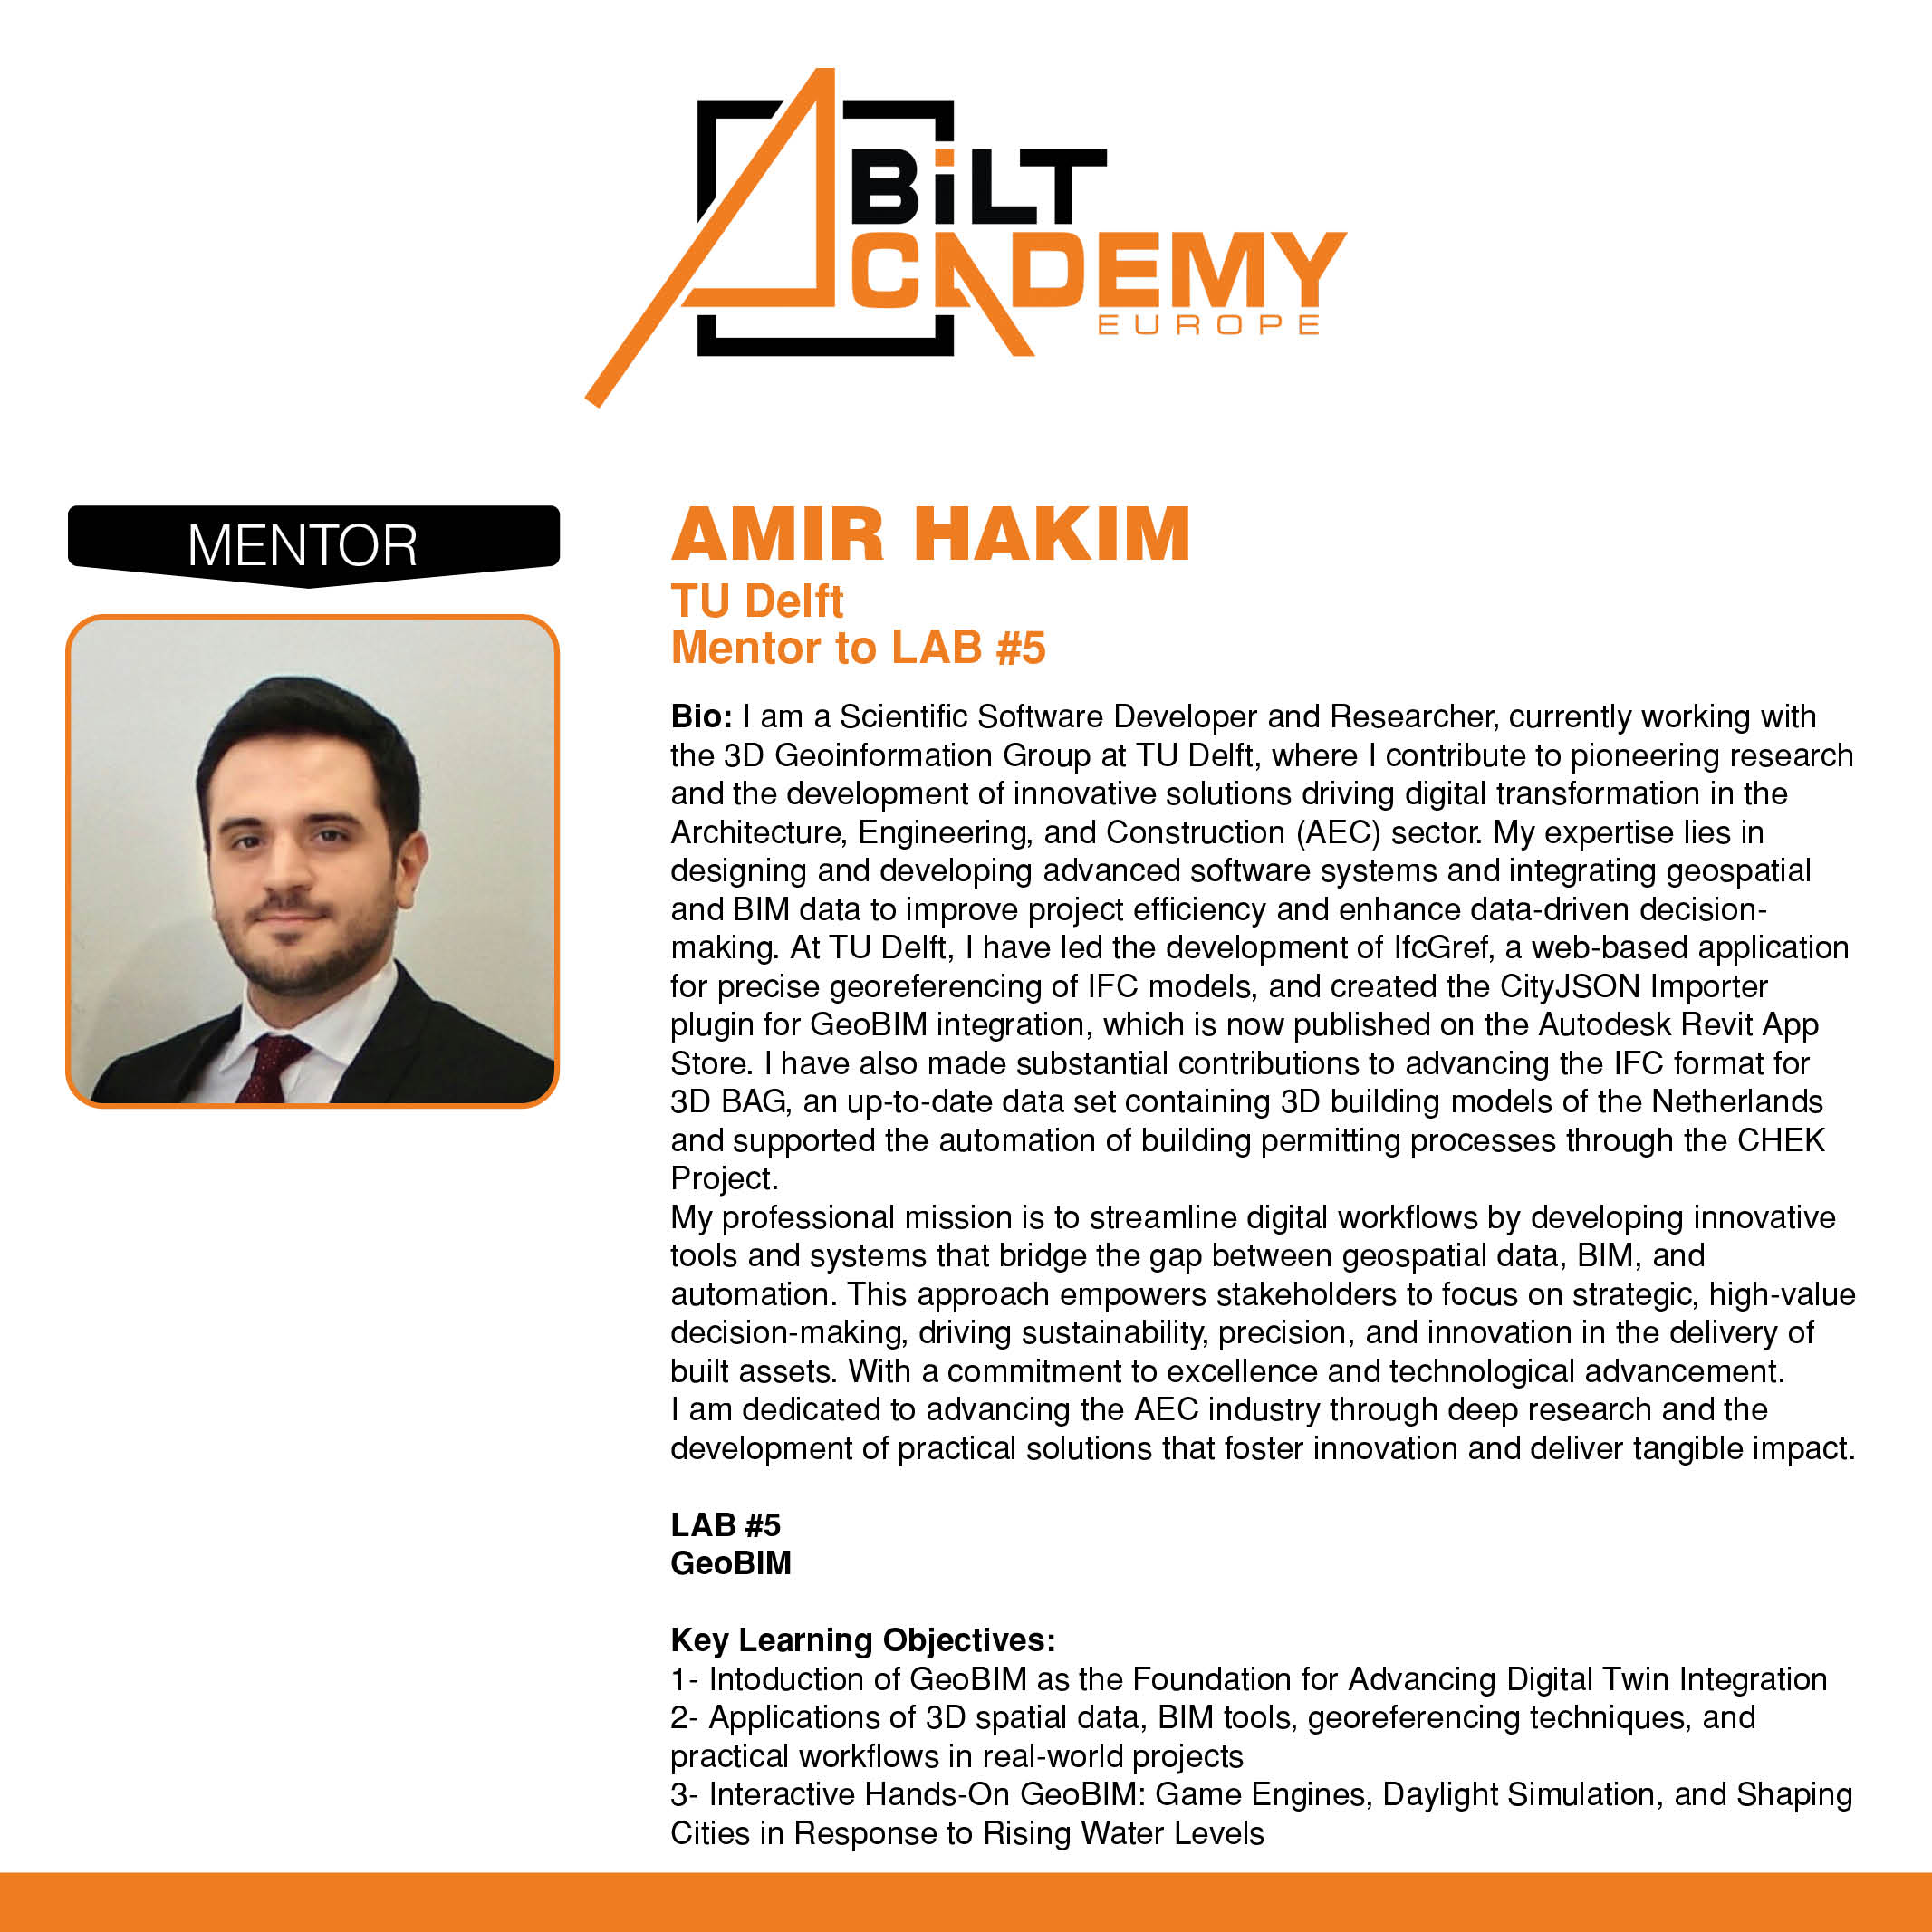 BiLT
ACADEMY
EUROPE
MENTOR
AMIR HAKIM
TU Delft
Mentor to LAB #5
Bio: I am a Scientific Software Developer and Researcher, currently working with
the 3D Geoinformation Group at TU Delft, where I contribute to pioneering research
and the development of innovative solutions driving digital transformation in the
Architecture, Engineering, and Construction (AEC) sector. My expertise lies in
designing and developing advanced software systems and integrating geospatial
and BIM data to improve project efficiency and enhance data-driven decision-
making. At TU Delft, I have led the development of IfcGref, a web-based application
for precise georeferencing of IFC models, and created the CityJSON Importer
plugin for GeoBIM integration, which is now published on the Autodesk Revit App
Store. I have also made substantial contributions to advancing the IFC format for
3D BAG, an up-to-date data set containing 3D building models of the Netherlands
and supported the automation of building permitting processes through the CHEK
Project.
My professional mission is to streamline digital workflows by developing innovative
tools and systems that bridge the gap between geospatial data, BIM, and
automation. This approach empowers stakeholders to focus on strategic, high-value
decision-making, driving sustainability, precision, and innovation in the delivery of
built assets. With a commitment to excellence and technological advancement.
I am dedicated to advancing the AEC industry through deep research and the
development of practical solutions that foster innovation and deliver tangible impact.
LAB #5
GeoBIM
Key Learning Objectives:
1- Intoduction of GeoBIM as the Foundation for Advancing Digital Twin Integration
2- Applications of 3D spatial data, BIM tools, georeferencing techniques, and
practical workflows in real-world projects
3- Interactive Hands-On GeoBIM: Game Engines, Daylight Simulation, and Shaping
Cities in Response to Rising Water Levels